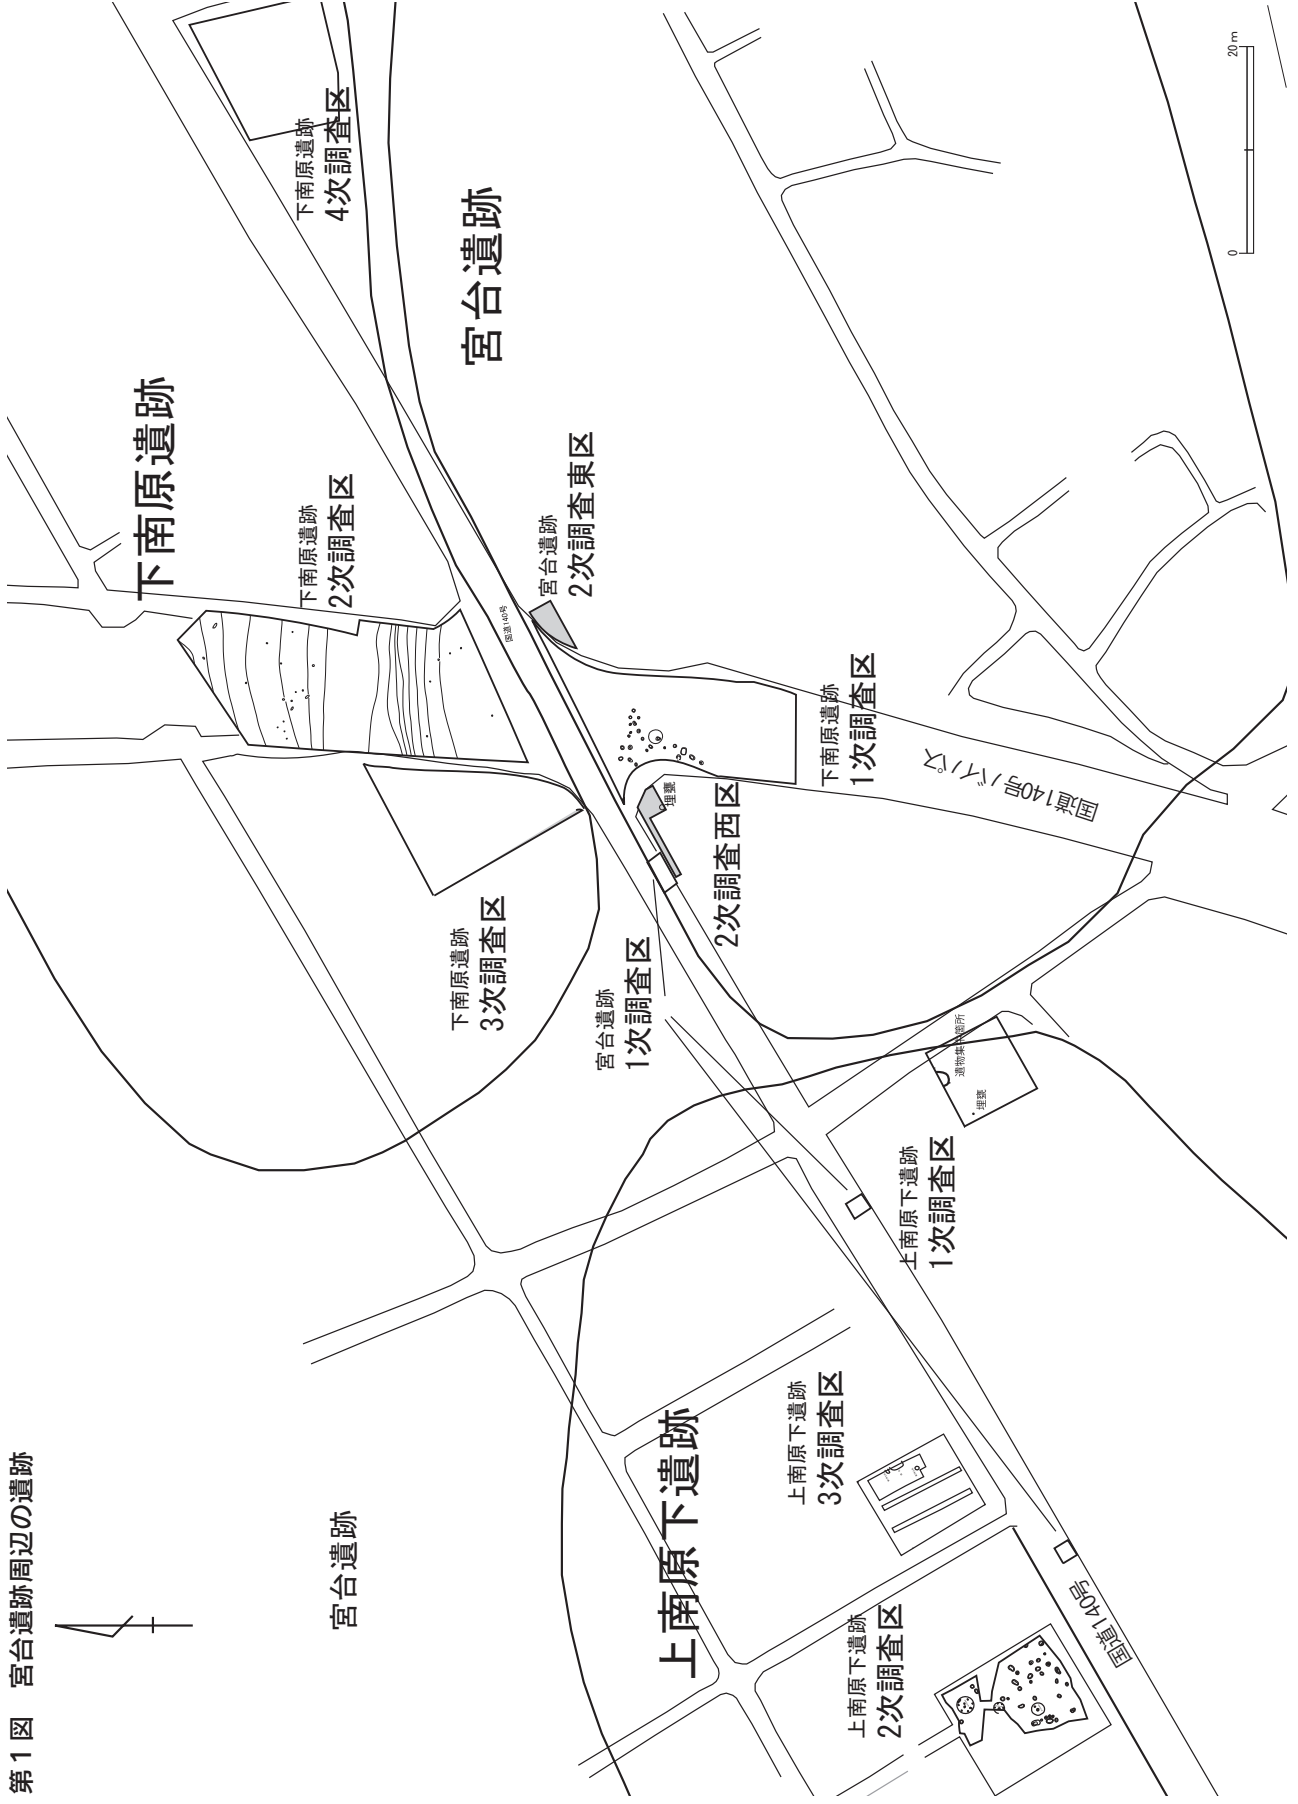 第1図　宮台遺跡周辺の遺跡
宮台遺跡
下南原遺跡
下南原遺跡
4次調査区
下南原遺跡
2次調査区
宮台遺跡
下南原遺跡
3次調査区
国道140号
宮台遺跡
2次調査東区
宮台遺跡
1次調査区
埋甕
2次調査西区
下南原遺跡
1次調査区
国道140号バイパス
上南原下遺跡
上南原下遺跡
3次調査区
上南原下遺跡
2次調査区
上南原下遺跡
1次調査区
遺物集中箇所
埋甕
国道140号
0
20m